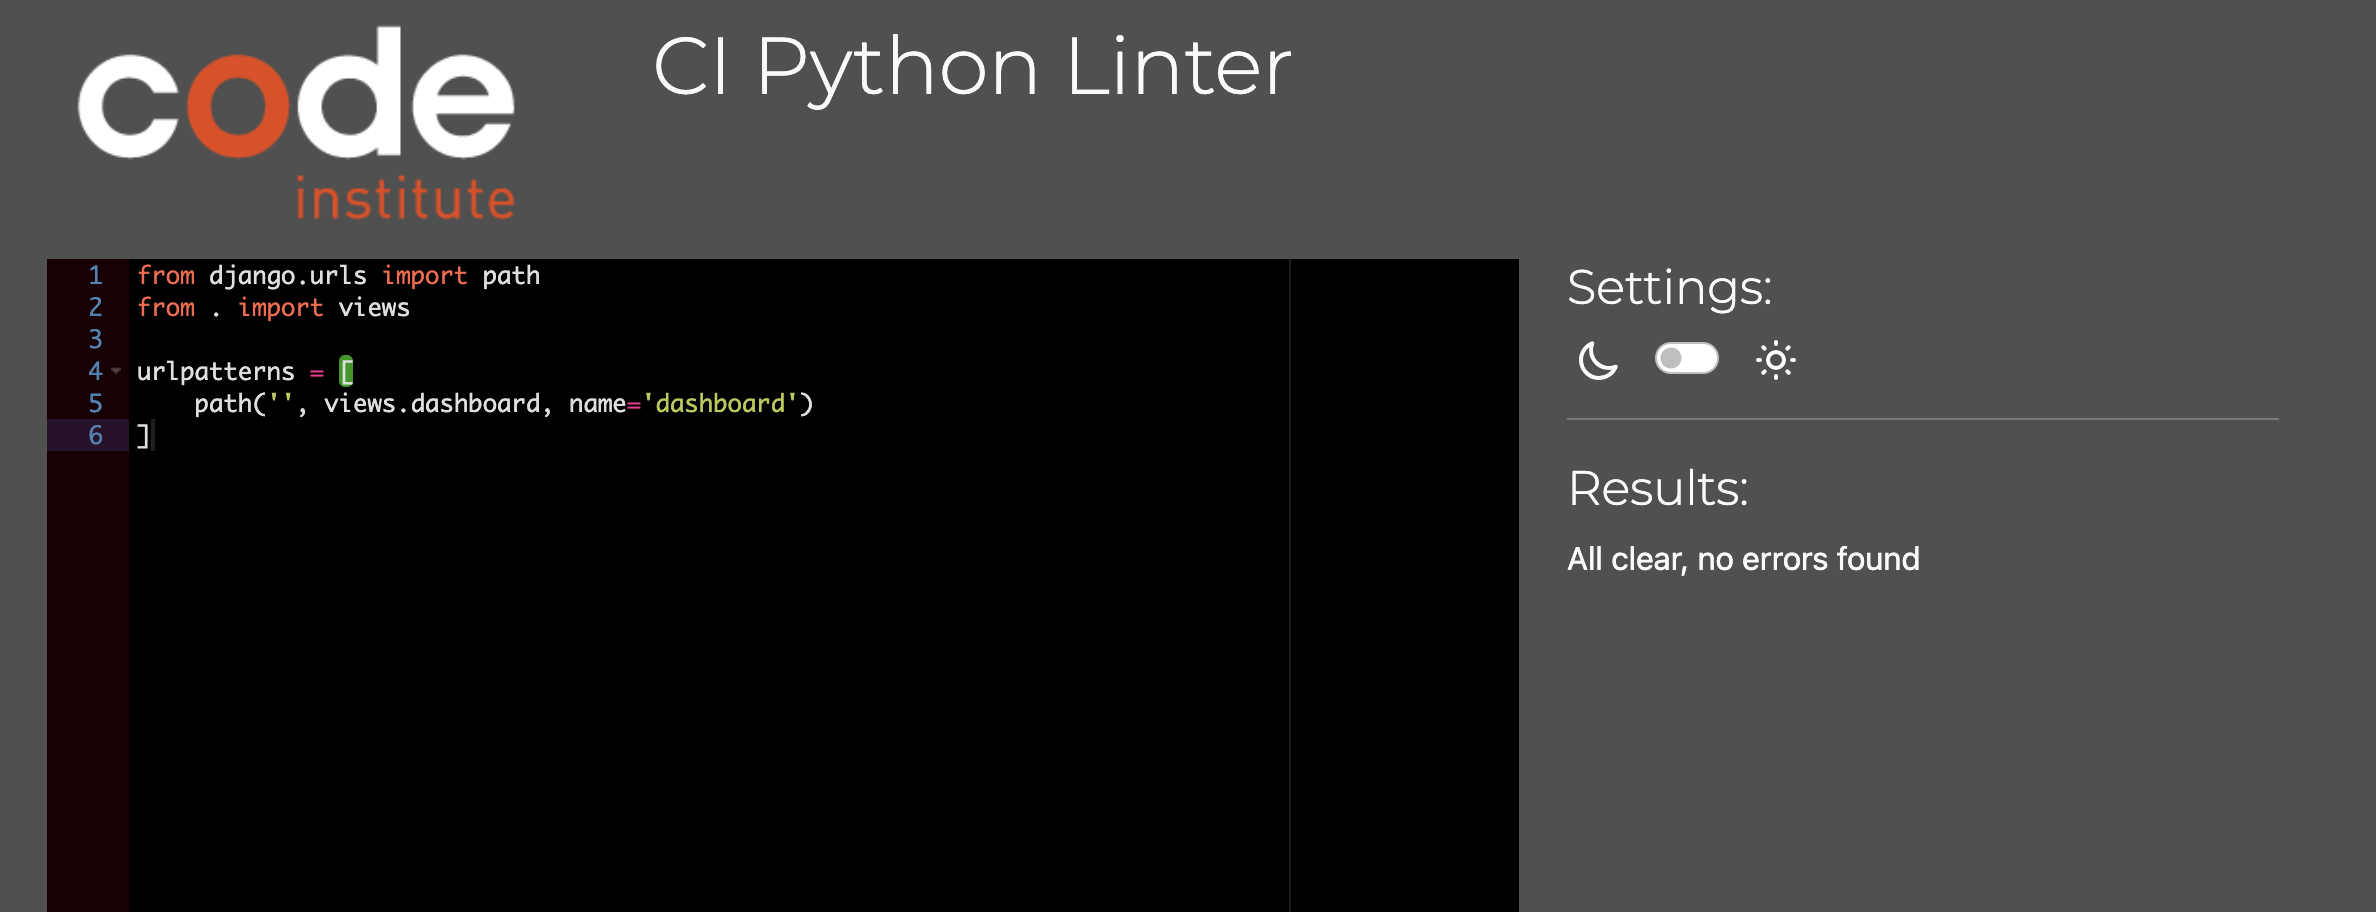 code
institute
CI Python Linter
1 from django.urls import path
2 from . import views
3
4 urlpatterns = [
5     path('', views.dashboard, name='dashboard')
6 ]
Settings:
Results:
All clear, no errors found